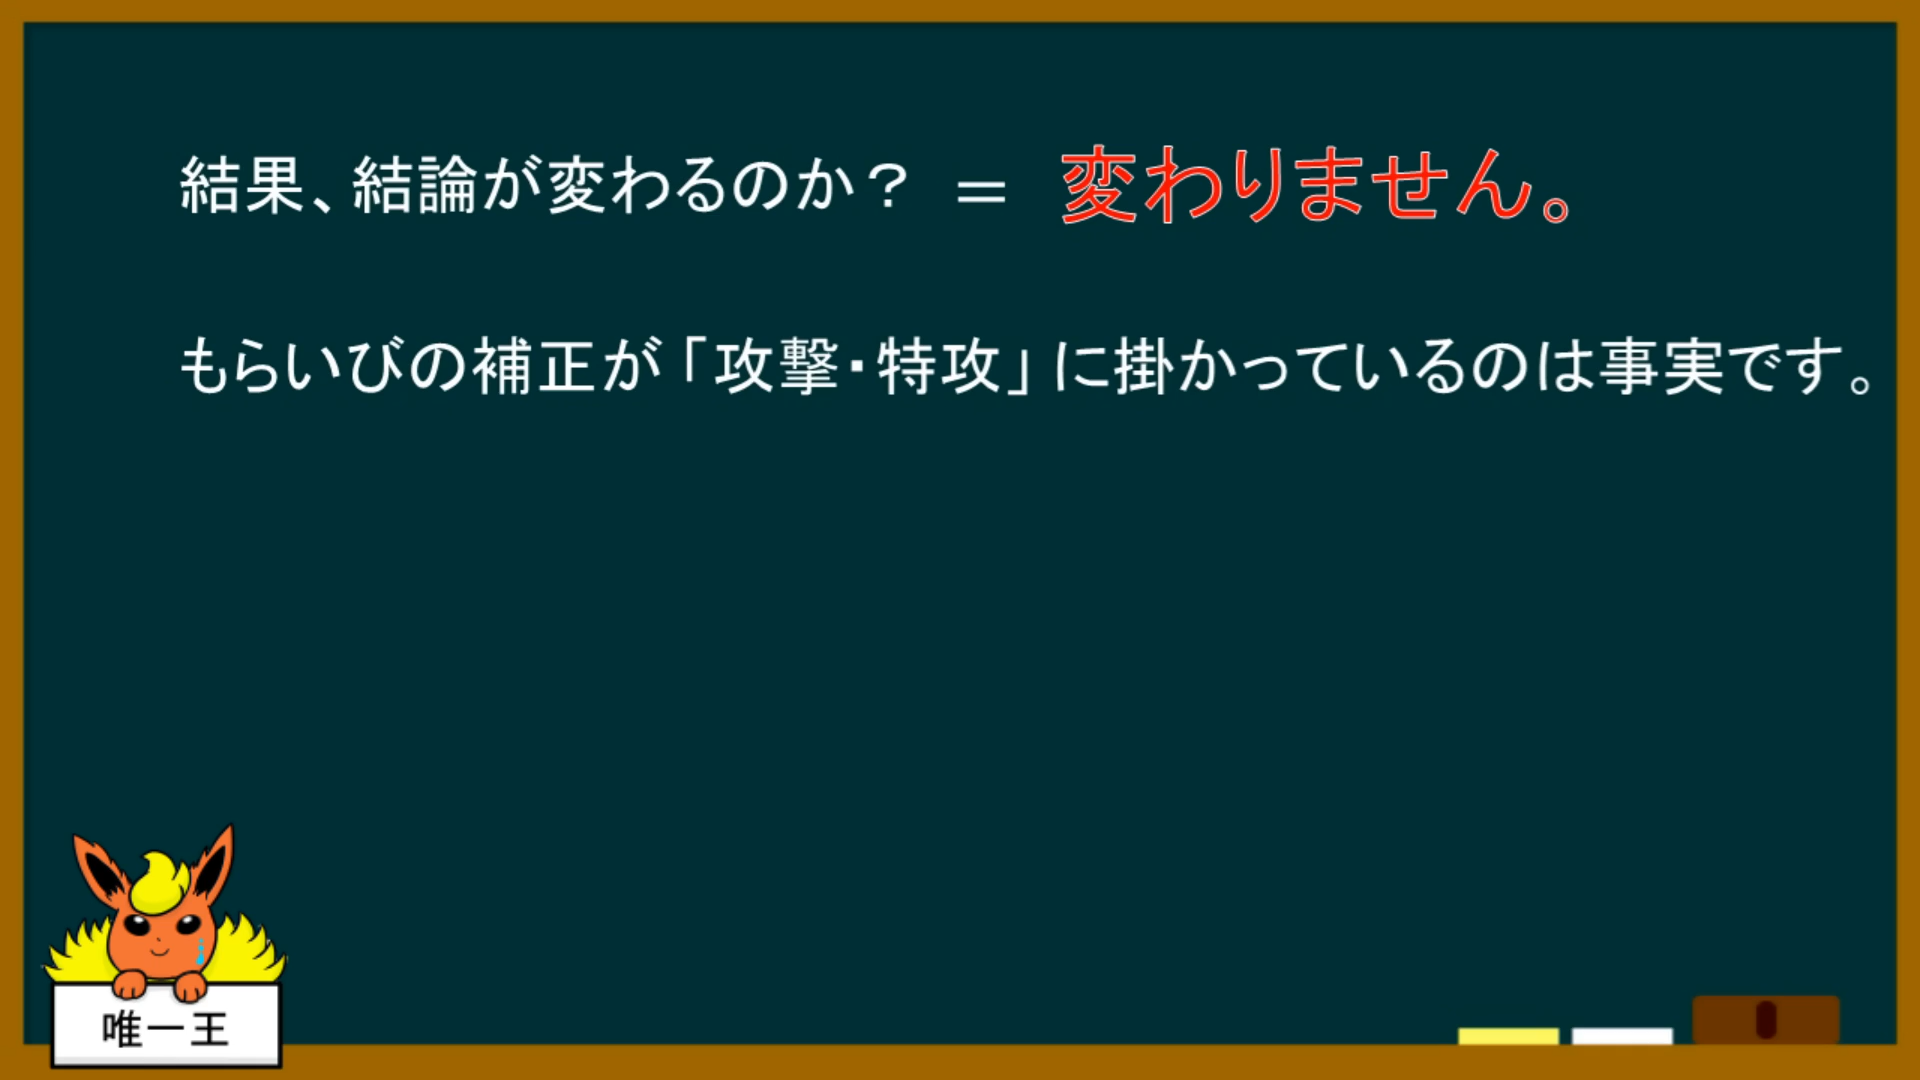 結果、結論が変わるのか？ ＝ 変わりません。
もらいびの補正が「攻撃・特攻」に掛かっているのは事実です。
唯一王